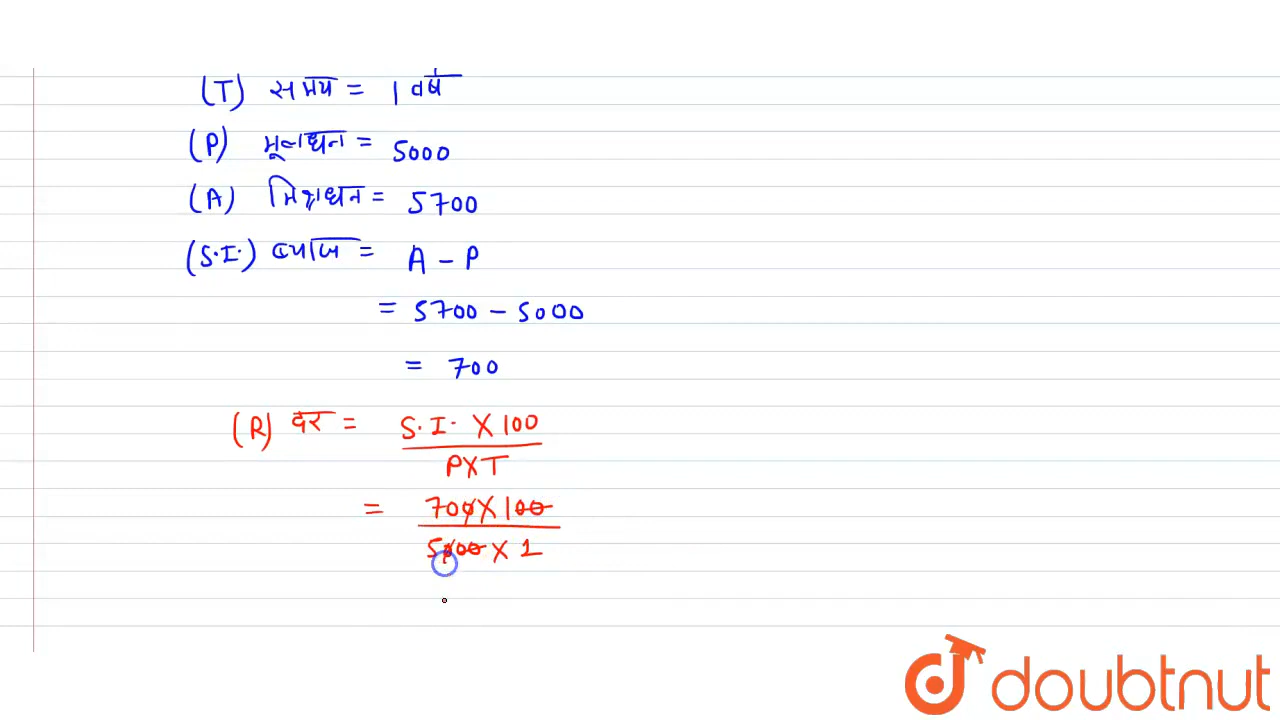 (T) समय = 1 वर्ष
(P) मूलधन = 5000
(A) मिश्रधन = 5700
(S.I.) ब्याज = A - P
= 5700 - 5000
= 700
(R) दर = S.I. X 100
PXT
= 700 X 100
5000 X 1
doubtnut